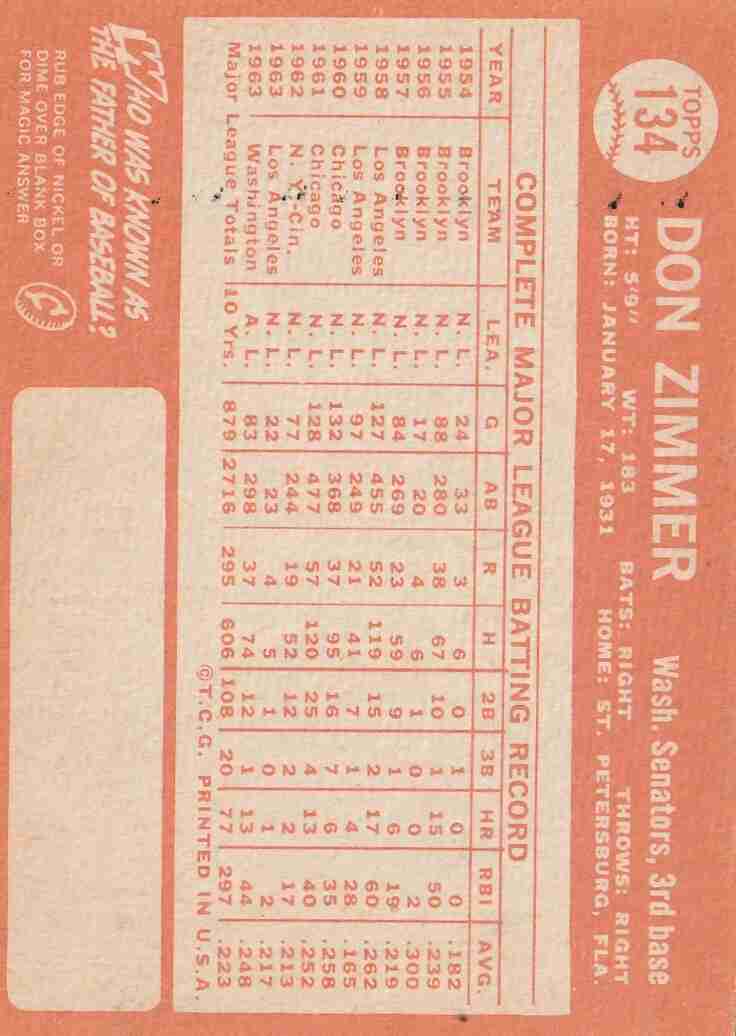 TOPPS
134
DON ZIMMER Wash. Senators, 3rd base
HT: 5'9" WT: 183 BATS: RIGHT THROWS: RIGHT
BORN: JANUARY 17, 1931 HOME: ST. PETERSBURG, FLA.
COMPLETE MAJOR LEAGUE BATTING RECORD
YEAR TEAM LEA. G AB R H 2B 3B HR RBI AVG.
1954 Brooklyn N. L. 24 33 3 6 0 1 0 0 .182
1955 Brooklyn N. L. 88 280 38 67 10 1 15 50 .239
1956 Brooklyn N. L. 17 20 4 6 1 0 0 2 .300
1957 Brooklyn N. L. 84 269 23 59 9 1 6 19 .219
1958 Los Angeles N. L. 127 455 52 119 15 2 17 60 .262
1959 Los Angeles N. L. 97 249 21 41 7 1 4 28 .165
1960 Chicago N. L. 132 368 37 95 16 7 6 35 .258
1961 Chicago N. L. 128 477 57 120 25 4 13 40 .252
1962 N. Y.-Cin. N. L. 77 244 19 52 12 2 2 17 .213
1963 Los Angeles N. L. 22 23 4 5 1 0 1 2 .217
1963 Washington A. L. 83 298 37 74 12 1 13 44 .248
Major League Totals 10 Yrs. 879 2716 295 606 108 20 77 297 .223
©T.C.G. PRINTED IN U.S.A.
WHO WAS KNOWN AS
THE FATHER OF BASEBALL?
RUB EDGE OF NICKEL OR
DIME OVER BLANK BOX
FOR MAGIC ANSWER